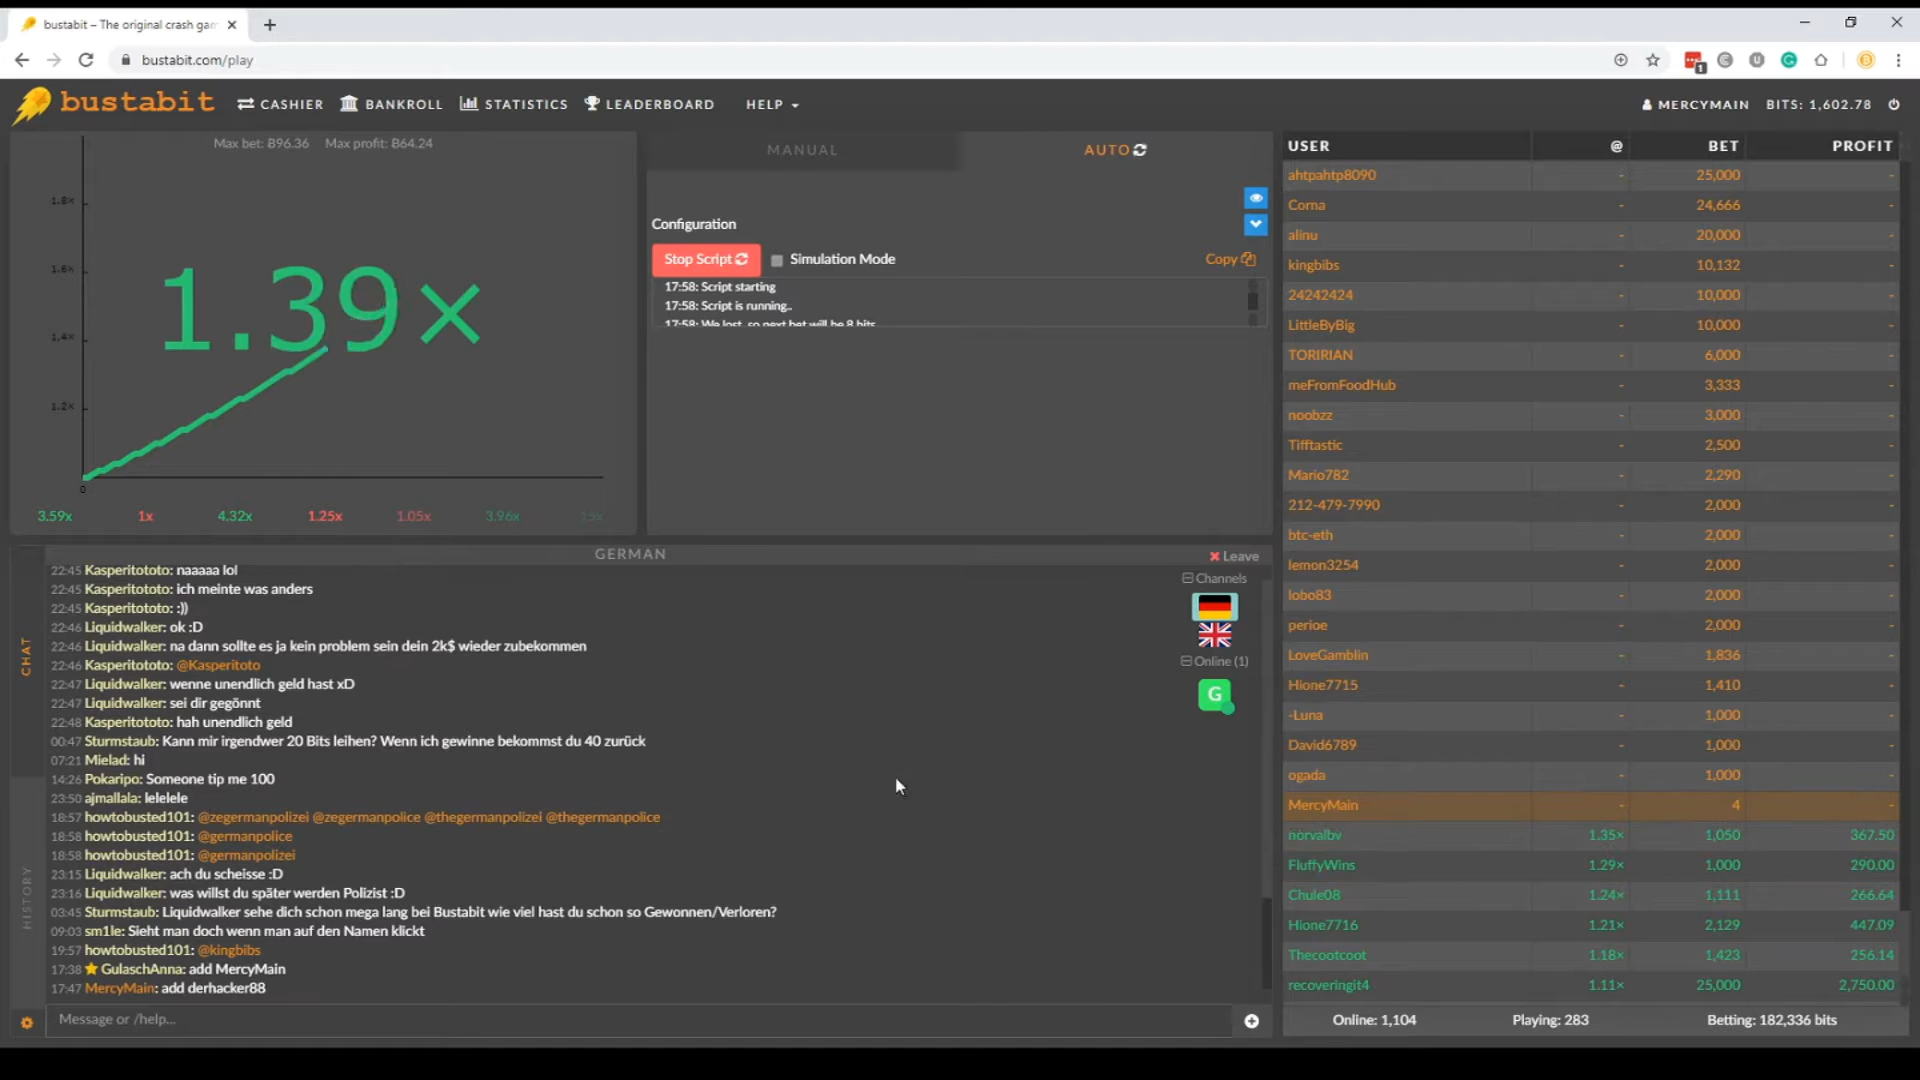 bustabit – The original crash gam
bustabit.com/play
1
bustabit
CASHIER
BANKROLL
STATISTICS
LEADERBOARD
HELP
MERCYMAIN
BITS: 1,602.78
Max bet: Ƀ96.36 Max profit: Ƀ64.24
1.8×
1.6×
1.4×
1.2×
0
1.39×
3.59x 1x 4.32x 1.25x 1.05x 3.96x 15x
MANUAL
AUTO
Configuration
Stop Script
Simulation Mode
Copy
17:58: Script starting
17:58: Script is running..
17:58: We lost, so next bet will be 8 bits
USER @ BET PROFIT
ahtpahtp8090 - 25,000 -
Coma - 24,666 -
alinu - 20,000 -
kingbibs - 10,132 -
24242424 - 10,000 -
LittleByBig - 10,000 -
TORIRIAN - 6,000 -
meFromFoodHub - 3,333 -
noobzz - 3,000 -
Tifftastic - 2,500 -
Mario782 - 2,290 -
212-479-7990 - 2,000 -
btc-eth - 2,000 -
lemon3254 - 2,000 -
lobo83 - 2,000 -
perioe - 2,000 -
LoveGamblin - 1,836 -
Hione7715 - 1,410 -
-Luna - 1,000 -
David6789 - 1,000 -
ogada - 1,000 -
MercyMain - 4 -
norvalbv 1.35× 1,050 367.50
FluffyWins 1.29× 1,000 290.00
Chule08 1.24× 1,111 266.64
Hione7716 1.21× 2,129 447.09
Thecootcoot 1.18× 1,423 256.14
recoveringit4 1.11× 25,000 2,750.00
Online: 1,104 Playing: 283 Betting: 182,336 bits
CHAT
HISTORY
GERMAN
Leave
Channels
Online (1)
G
22:45 Kasperitototo: naaaaa lol
22:45 Kasperitototo: ich meinte was anders
22:45 Kasperitototo: :))
22:46 Liquidwalker: ok :D
22:46 Liquidwalker: na dann sollte es ja kein problem sein dein 2k$ wieder zubekommen
22:46 Kasperitototo: @Kasperitoto
22:47 Liquidwalker: wenne unendlich geld hast xD
22:47 Liquidwalker: sei dir gegönnt
22:48 Kasperitototo: hah unendlich geld
00:47 Sturmstaub: Kann mir irgendwer 20 Bits leihen? Wenn ich gewinne bekommst du 40 zurück
07:21 Mielad: hi
14:26 Pokaripo: Someone tip me 100
23:50 ajmallala: lelelele
18:57 howtobusted101: @zegermanpolizei @zegermanpolice @thegermanpolizei @thegermanpolice
18:58 howtobusted101: @germanpolice
18:58 howtobusted101: @germanpolizei
23:15 Liquidwalker: ach du scheisse :D
23:16 Liquidwalker: was willst du später werden Polizist :D
03:45 Sturmstaub: Liquidwalker sehe dich schon mega lang bei Bustabit wie viel hast du schon so Gewonnen/Verloren?
09:03 sm1le: Sieht man doch wenn man auf den Namen klickt
19:57 howtobusted101: @kingbibs
17:38 GulaschAnna: add MercyMain
17:47 MercyMain: add derhacker88
Message or /help...